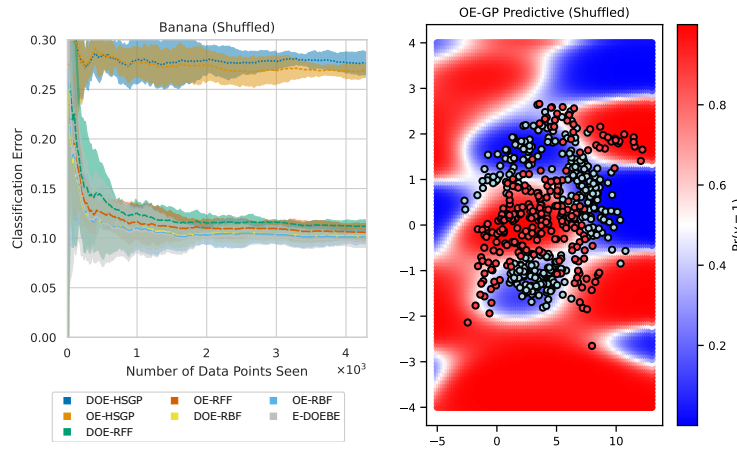 Banana (Shuffled)
0.30
0.25
0.20
0.15
0.10
0.05
0.00
Classification Error
0 1 2 3 4
×10³
Number of Data Points Seen
DOE-HSGP OE-RFF OE-RBF
OE-HSGP DOE-RBF E-DOEBE
DOE-RFF
OE-GP Predictive (Shuffled)
4
3
2
1
0
−1
−2
−3
−4
−5 0 5 10
0.8
0.6
0.4
0.2